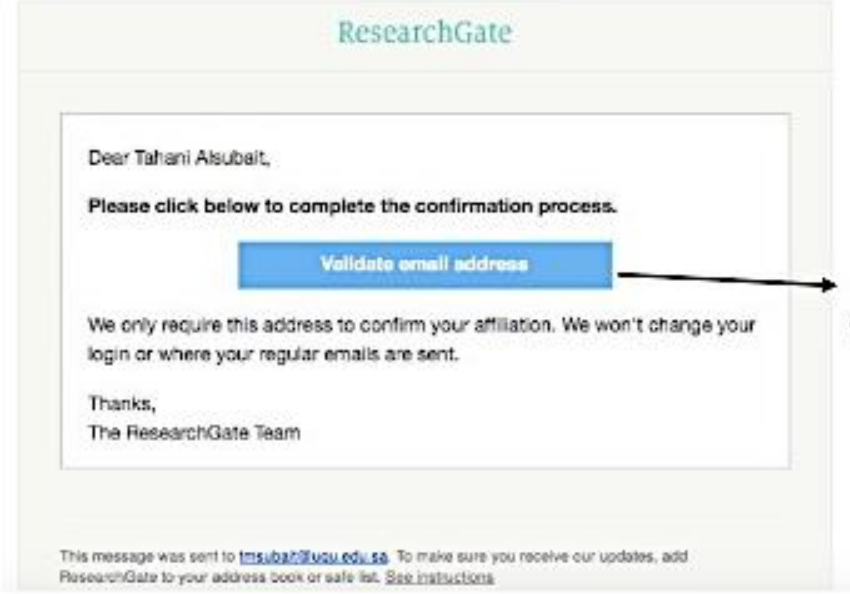 ResearchGate
Dear Tahani Alsubait,
Please click below to complete the confirmation process.
Validate email address
We only require this address to confirm your affiliation. We won't change your
login or where your regular emails are sent.
Thanks,
The ResearchGate Team
This message was sent to tmsubait@uqu.edu.sa. To make sure you receive our updates, add
ResearchGate to your address book or safe list. See instructions